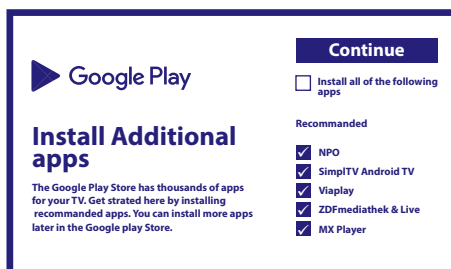 Google Play
Install Additional
apps
The Google Play Store has thousands of apps
for your TV. Get strated here by installing
recommanded apps. You can install more apps
later in the Google play Store.
Continue
Install all of the following
apps
Recommanded
NPO
SimplTV Android TV
Viaplay
ZDFmediathek & Live
MX Player